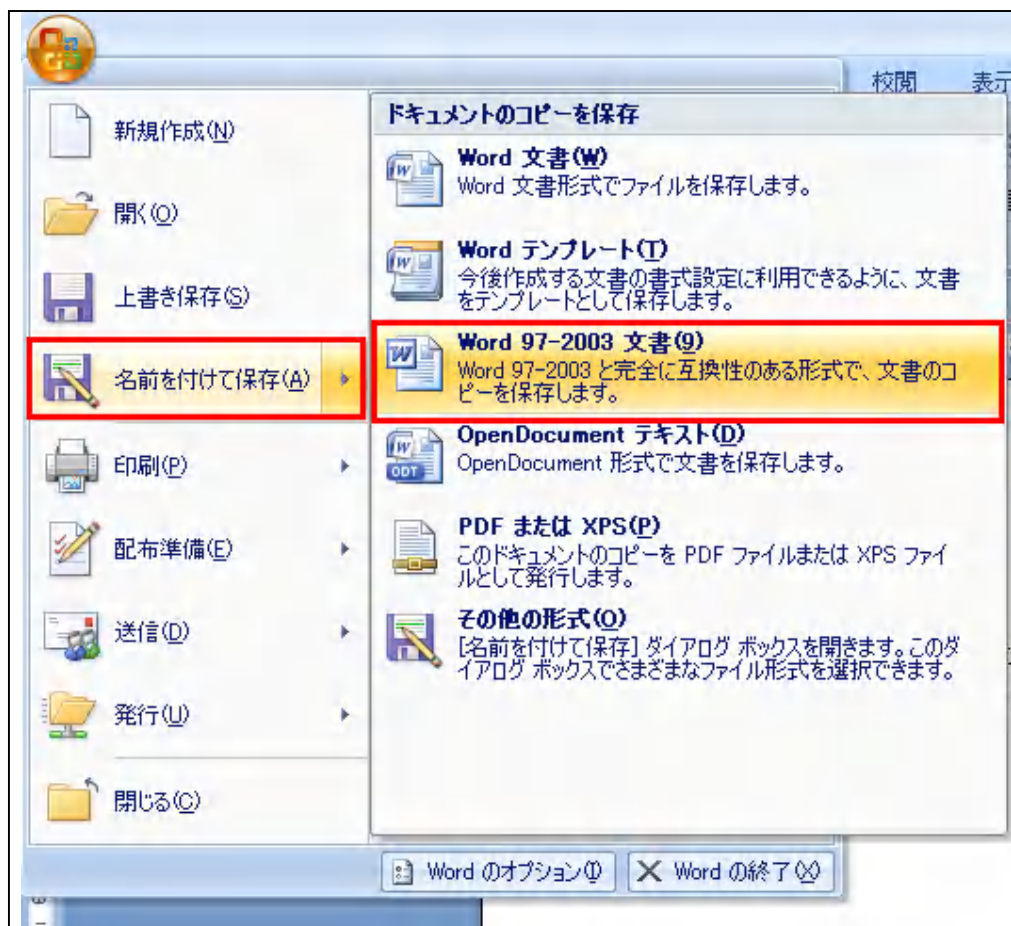 校閲 表示
新規作成(N)
開く(O)
上書き保存(S)
名前を付けて保存(A)
印刷(P)
配布準備(E)
送信(D)
発行(U)
閉じる(C)
ドキュメントのコピーを保存
Word 文書(W)
Word 文書形式でファイルを保存します。
Word テンプレート(T)
今後作成する文書の書式設定に利用できるように、文書
をテンプレートとして保存します。
Word 97-2003 文書(9)
Word 97-2003 と完全に互換性のある形式で、文書のコ
ピーを保存します。
OpenDocument テキスト(D)
OpenDocument 形式で文書を保存します。
PDF または XPS(P)
このドキュメントのコピーを PDF ファイルまたは XPS ファイ
ルとして発行します。
その他の形式(O)
[名前を付けて保存] ダイアログ ボックスを開きます。このダ
イアログ ボックスでさまざまなファイル形式を選択できます。
Word のオプション(I)
Word の終了(X)